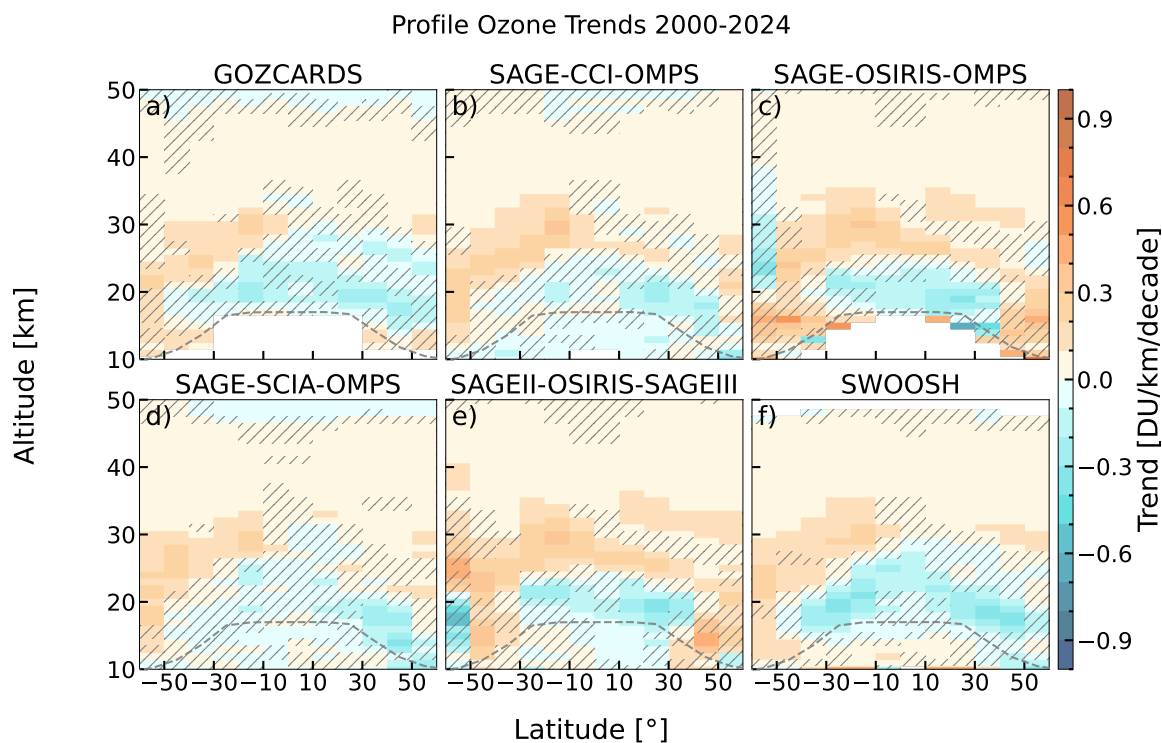 Profile Ozone Trends 2000-2024
GOZCARDS
SAGE-CCI-OMPS
SAGE-OSIRIS-OMPS
a)
b)
c)
50
40
30
20
10
SAGE-SCIA-OMPS
SAGEII-OSIRIS-SAGEIII
SWOOSH
d)
e)
f)
50
40
30
20
10
−50 −30 −10 10 30 50
−50 −30 −10 10 30 50
−50 −30 −10 10 30 50
Altitude [km]
Latitude [°]
0.9
0.6
0.3
0.0
−0.3
−0.6
−0.9
Trend [DU/km/decade]